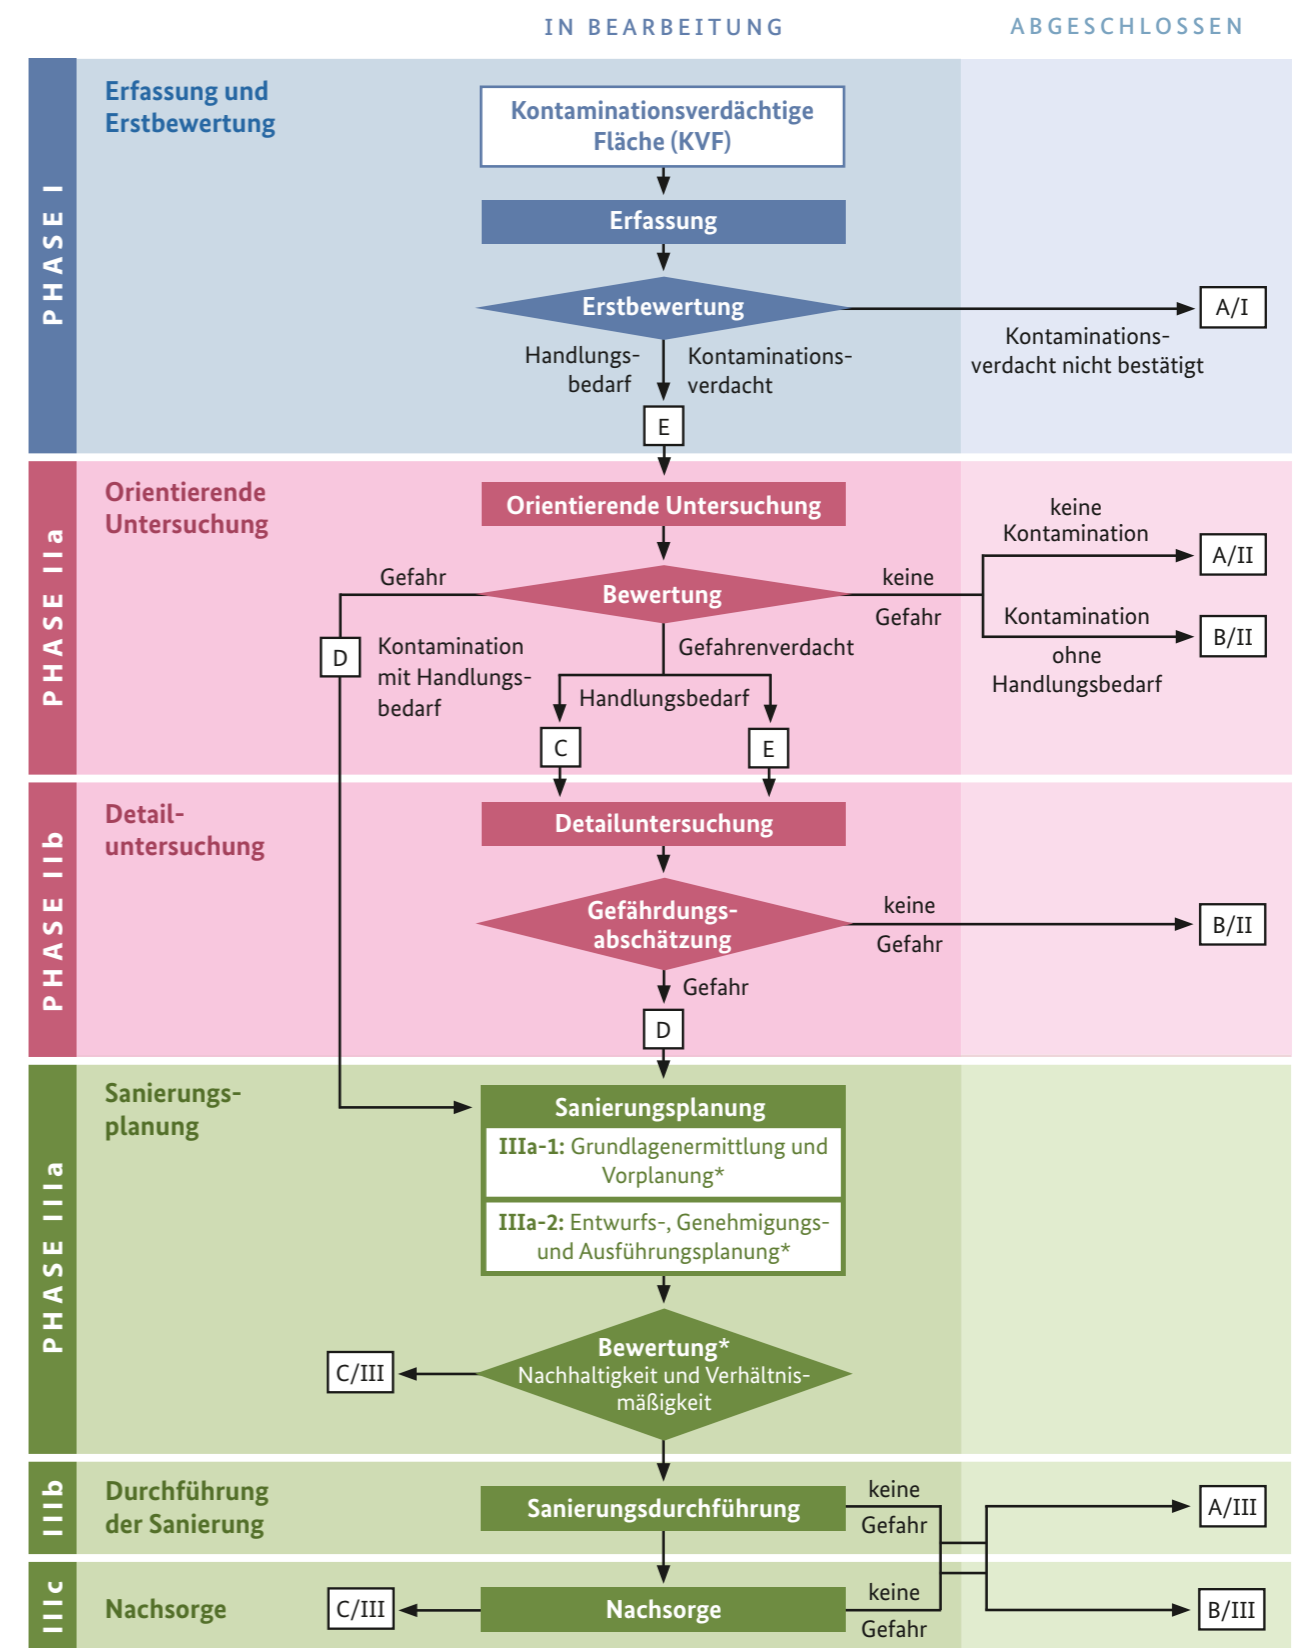 IN BEARBEITUNG
ABGESCHLOSSEN
PHASE I
Erfassung und
Erstbewertung
Kontaminationsverdächtige
Fläche (KVF)
Erfassung
Erstbewertung
A/I
Kontaminations-
verdacht nicht bestätigt
Handlungs-
bedarf
Kontaminations-
verdacht
E
PHASE IIa
Orientierende
Untersuchung
Orientierende Untersuchung
Bewertung
Gefahr
D
Kontamination
mit Handlungs-
bedarf
Gefahrenverdacht
Handlungsbedarf
C
E
keine
Gefahr
keine
Kontamination
A/II
Kontamination
ohne
Handlungsbedarf
B/II
PHASE IIb
Detail-
untersuchung
Detailuntersuchung
Gefährdungs-
abschätzung
keine
Gefahr
B/II
Gefahr
D
PHASE IIIa
Sanierungs-
planung
Sanierungsplanung
IIIa-1: Grundlagenermittlung und
Vorplanung*
IIIa-2: Entwurfs-, Genehmigungs-
und Ausführungsplanung*
Bewertung*
Nachhaltigkeit und Verhältnis-
mäßigkeit
C/III
IIIb
Durchführung
der Sanierung
Sanierungsdurchführung
keine
Gefahr
A/III
IIIc
Nachsorge
C/III
Nachsorge
keine
Gefahr
B/III